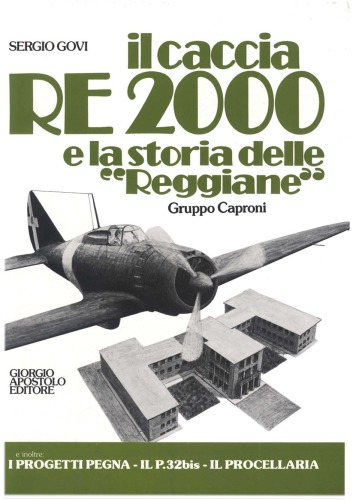 SERGIO GOVI
il caccia
RE 2000
e la storia delle
“Reggiane”
Gruppo Caproni
GIORGIO
APOSTOLO
EDITORE
e inoltre:
I PROGETTI PEGNA - IL P.32bis - IL PROCELLARIA